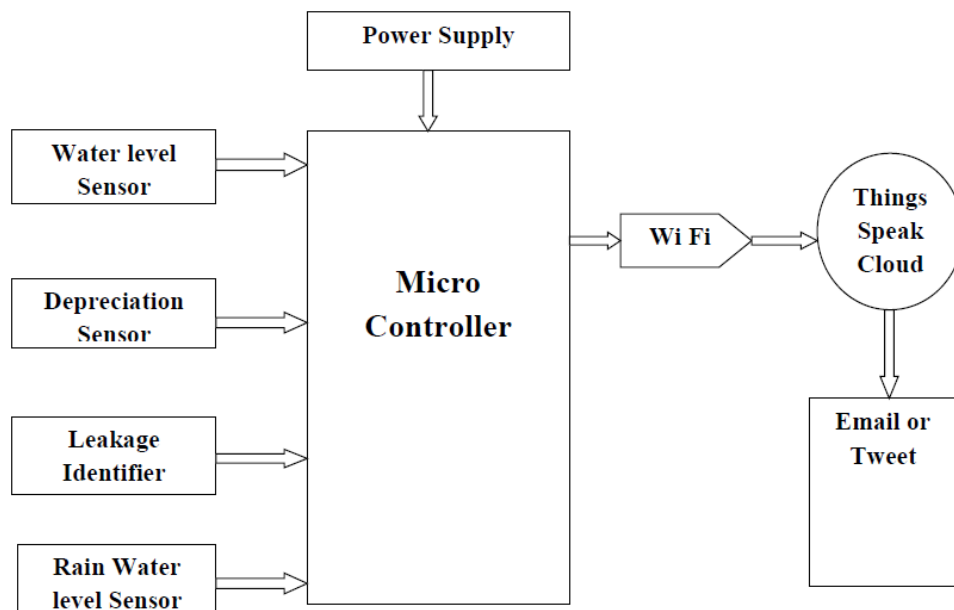 Power Supply
Water level
Sensor
Depreciation
Sensor
Leakage
Identifier
Rain Water
level Sensor
Micro
Controller
Wi Fi
Things
Speak
Cloud
Email or
Tweet